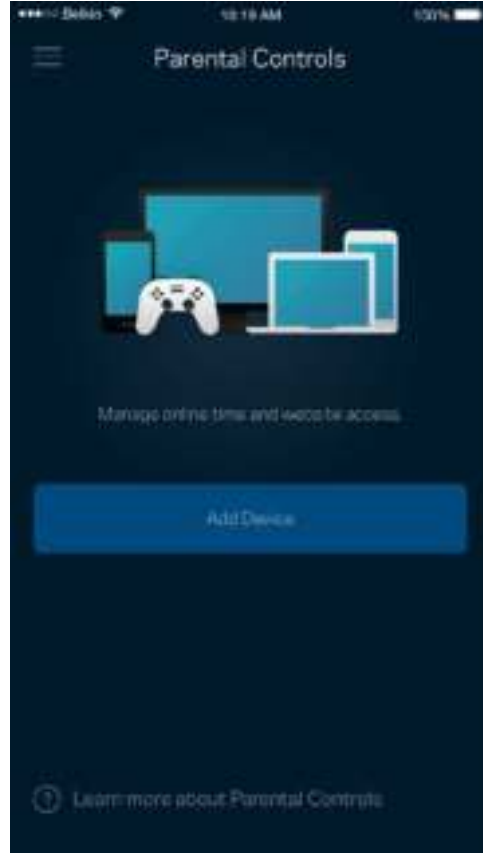 Belkin 10:19 AM 100%
Parental Controls
Manage online time and website access.
Add Device
Learn more about Parental Controls